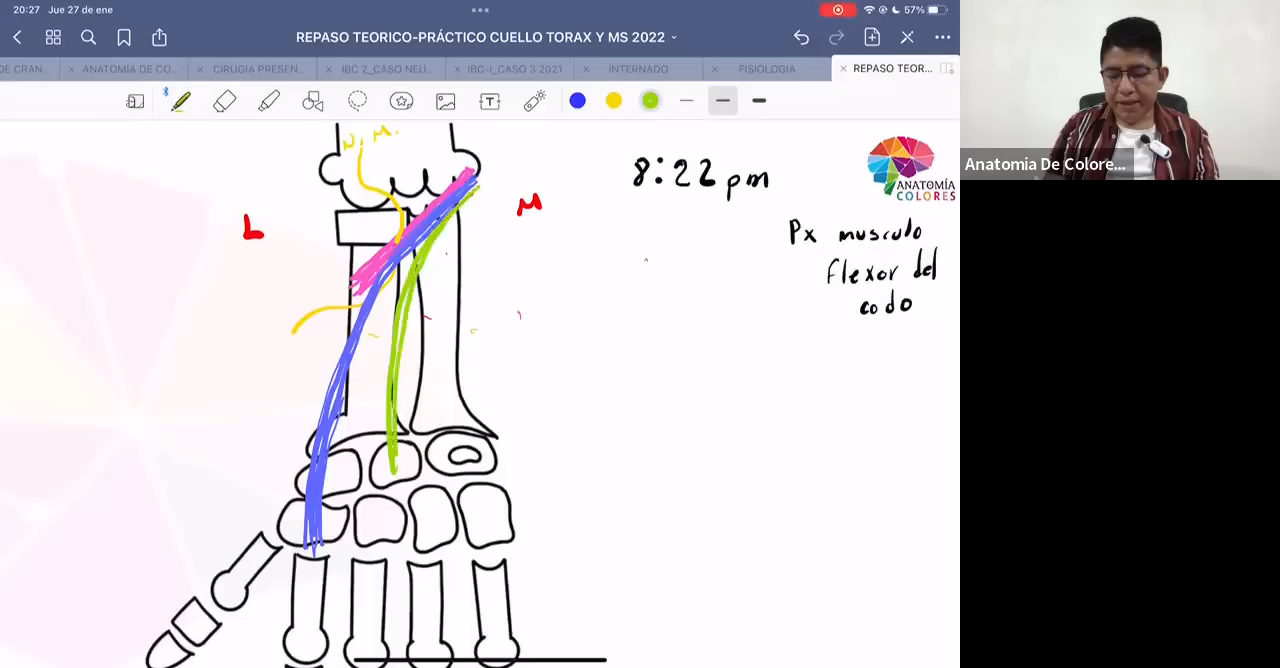 20:27 Jue 27 de ene
57%
REPASO TEORICO-PRÁCTICO CUELLO TORAX Y MS 2022
DE CRAN...
ANATOMIA DE CO...
CIRUGIA PRESEN...
IBC 2_CASO NEU...
IBC-I_CASO 3 2021
INTERNADO
FISIOLOGIA
REPASO TEOR...
T
N. M.
8:22 pm
ANATOMÍA
COLORES
L
M
Px musculo
flexor del
codo
Anatomia De Colore...